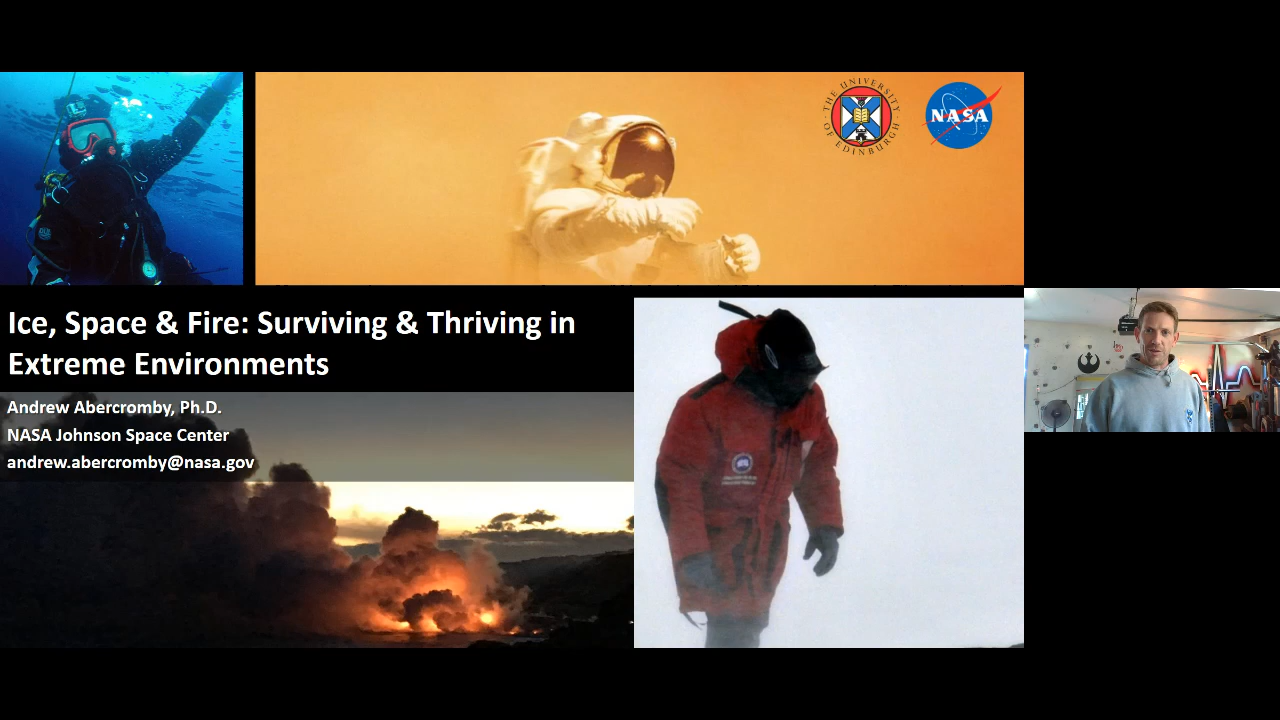 THE UNIVERSITY OF EDINBURGH
NASA
Ice, Space & Fire: Surviving & Thriving in
Extreme Environments
Andrew Abercromby, Ph.D.
NASA Johnson Space Center
andrew.abercromby@nasa.gov